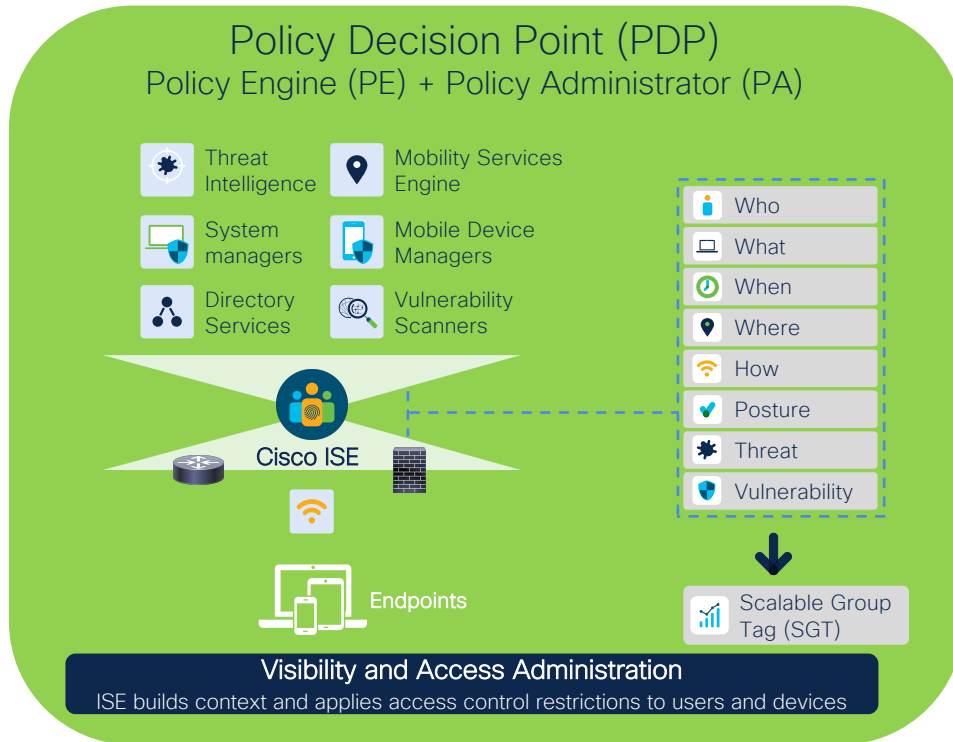 Policy Decision Point (PDP)
Policy Engine (PE) + Policy Administrator (PA)
Threat
Intelligence
Mobility Services
Engine
System
managers
Mobile Device
Managers
Directory
Services
Vulnerability
Scanners
Cisco ISE
Endpoints
Who
What
When
Where
How
Posture
Threat
Vulnerability
Scalable Group
Tag (SGT)
Visibility and Access Administration
ISE builds context and applies access control restrictions to users and devices